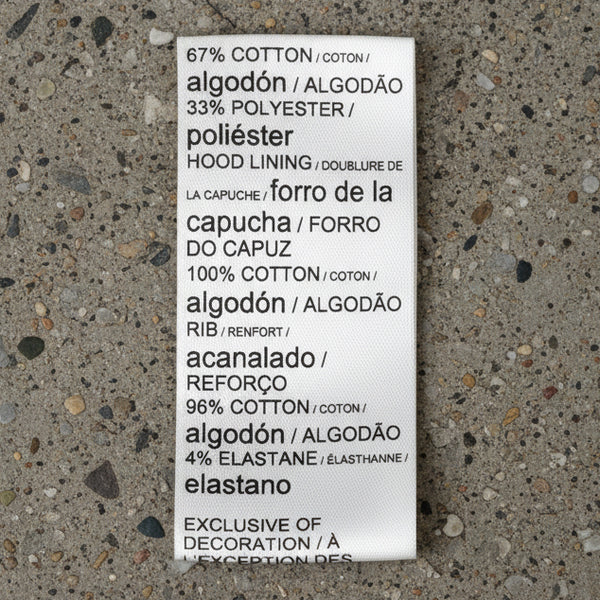 67% COTTON / COTON /
algodón / ALGODÃO
33% POLYESTER /
poliéster
HOOD LINING / DOUBLURE DE
LA CAPUCHE / forro de la
capucha / FORRO
DO CAPUZ
100% COTTON / COTON /
algodón / ALGODÃO
RIB / RENFORT /
acanalado /
REFORÇO
96% COTTON / COTON /
algodón / ALGODÃO
4% ELASTANE / ÉLASTHANNE /
elastano
EXCLUSIVE OF
DECORATION / À
L'EXCEPTION DES